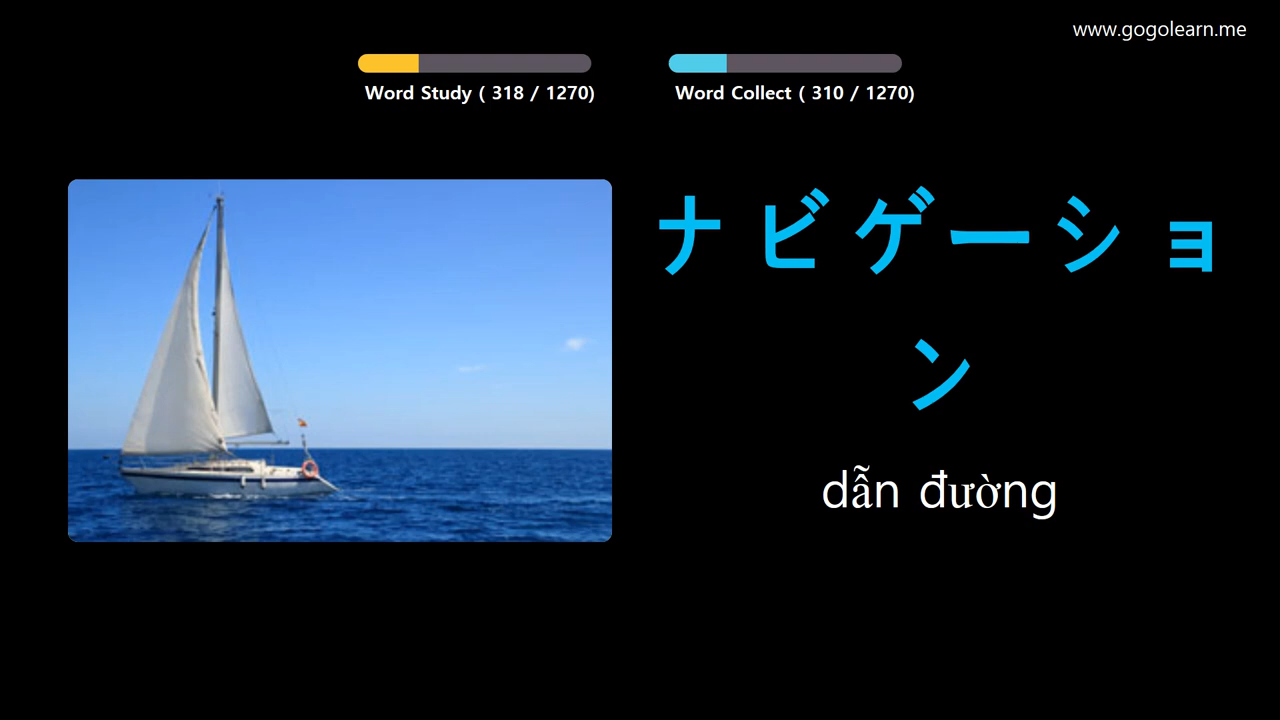 www.gogolearn.me
Word Study ( 318 / 1270)
Word Collect ( 310 / 1270)
ナビゲーショ
ン
dẫn đường